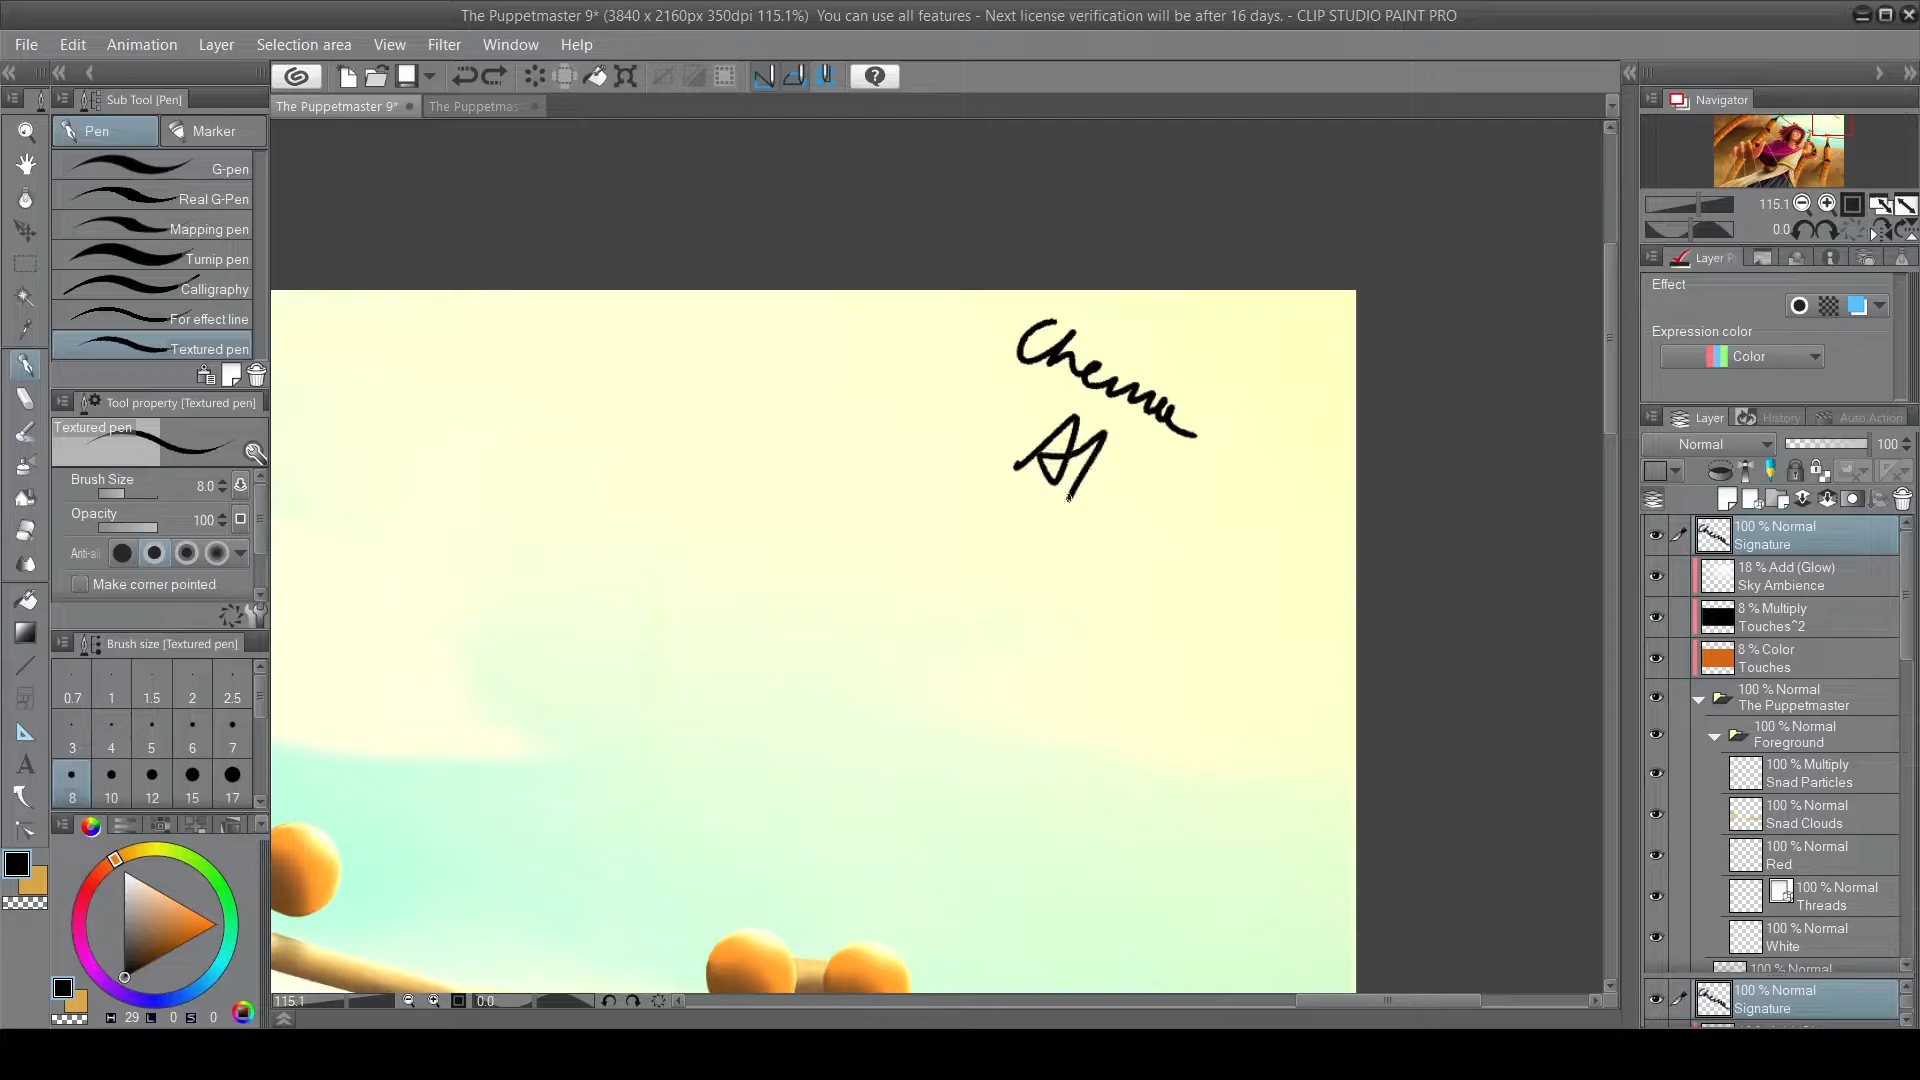 The Puppetmaster 9* (3840 x 2160px 350dpi 115.1%)  You can use all features - Next license verification will be after 16 days. - CLIP STUDIO PAINT PRO
File Edit Animation Layer Selection area View Filter Window Help
Sub Tool [Pen]
Pen Marker
G-pen
Real G-Pen
Mapping pen
Turnip pen
Calligraphy
For effect line
Textured pen
Tool property [Textured pen]
Textured pen
Brush Size 8.0
Opacity 100
Anti-ali
Make corner pointed
Brush size [Textured pen]
0.7 1 1.5 2 2.5
3 4 5 6 7
8 10 12 15 17
H 29 L 0 S 0
The Puppetmaster 9* The Puppetmas
115.1 0.0
Navigator
115.1
0.0
Layer P
Effect
Expression color
Color
Layer History Auto Action
Normal 100
100 % Normal
Signature
18 % Add (Glow)
Sky Ambience
8 % Multiply
Touches^2
8 % Color
Touches
100 % Normal
The Puppetmaster
100 % Normal
Foreground
100 % Multiply
Snad Particles
100 % Normal
Snad Clouds
100 % Normal
Red
100 % Normal
Threads
100 % Normal
White
100 % Normal
100 % Normal
Signature